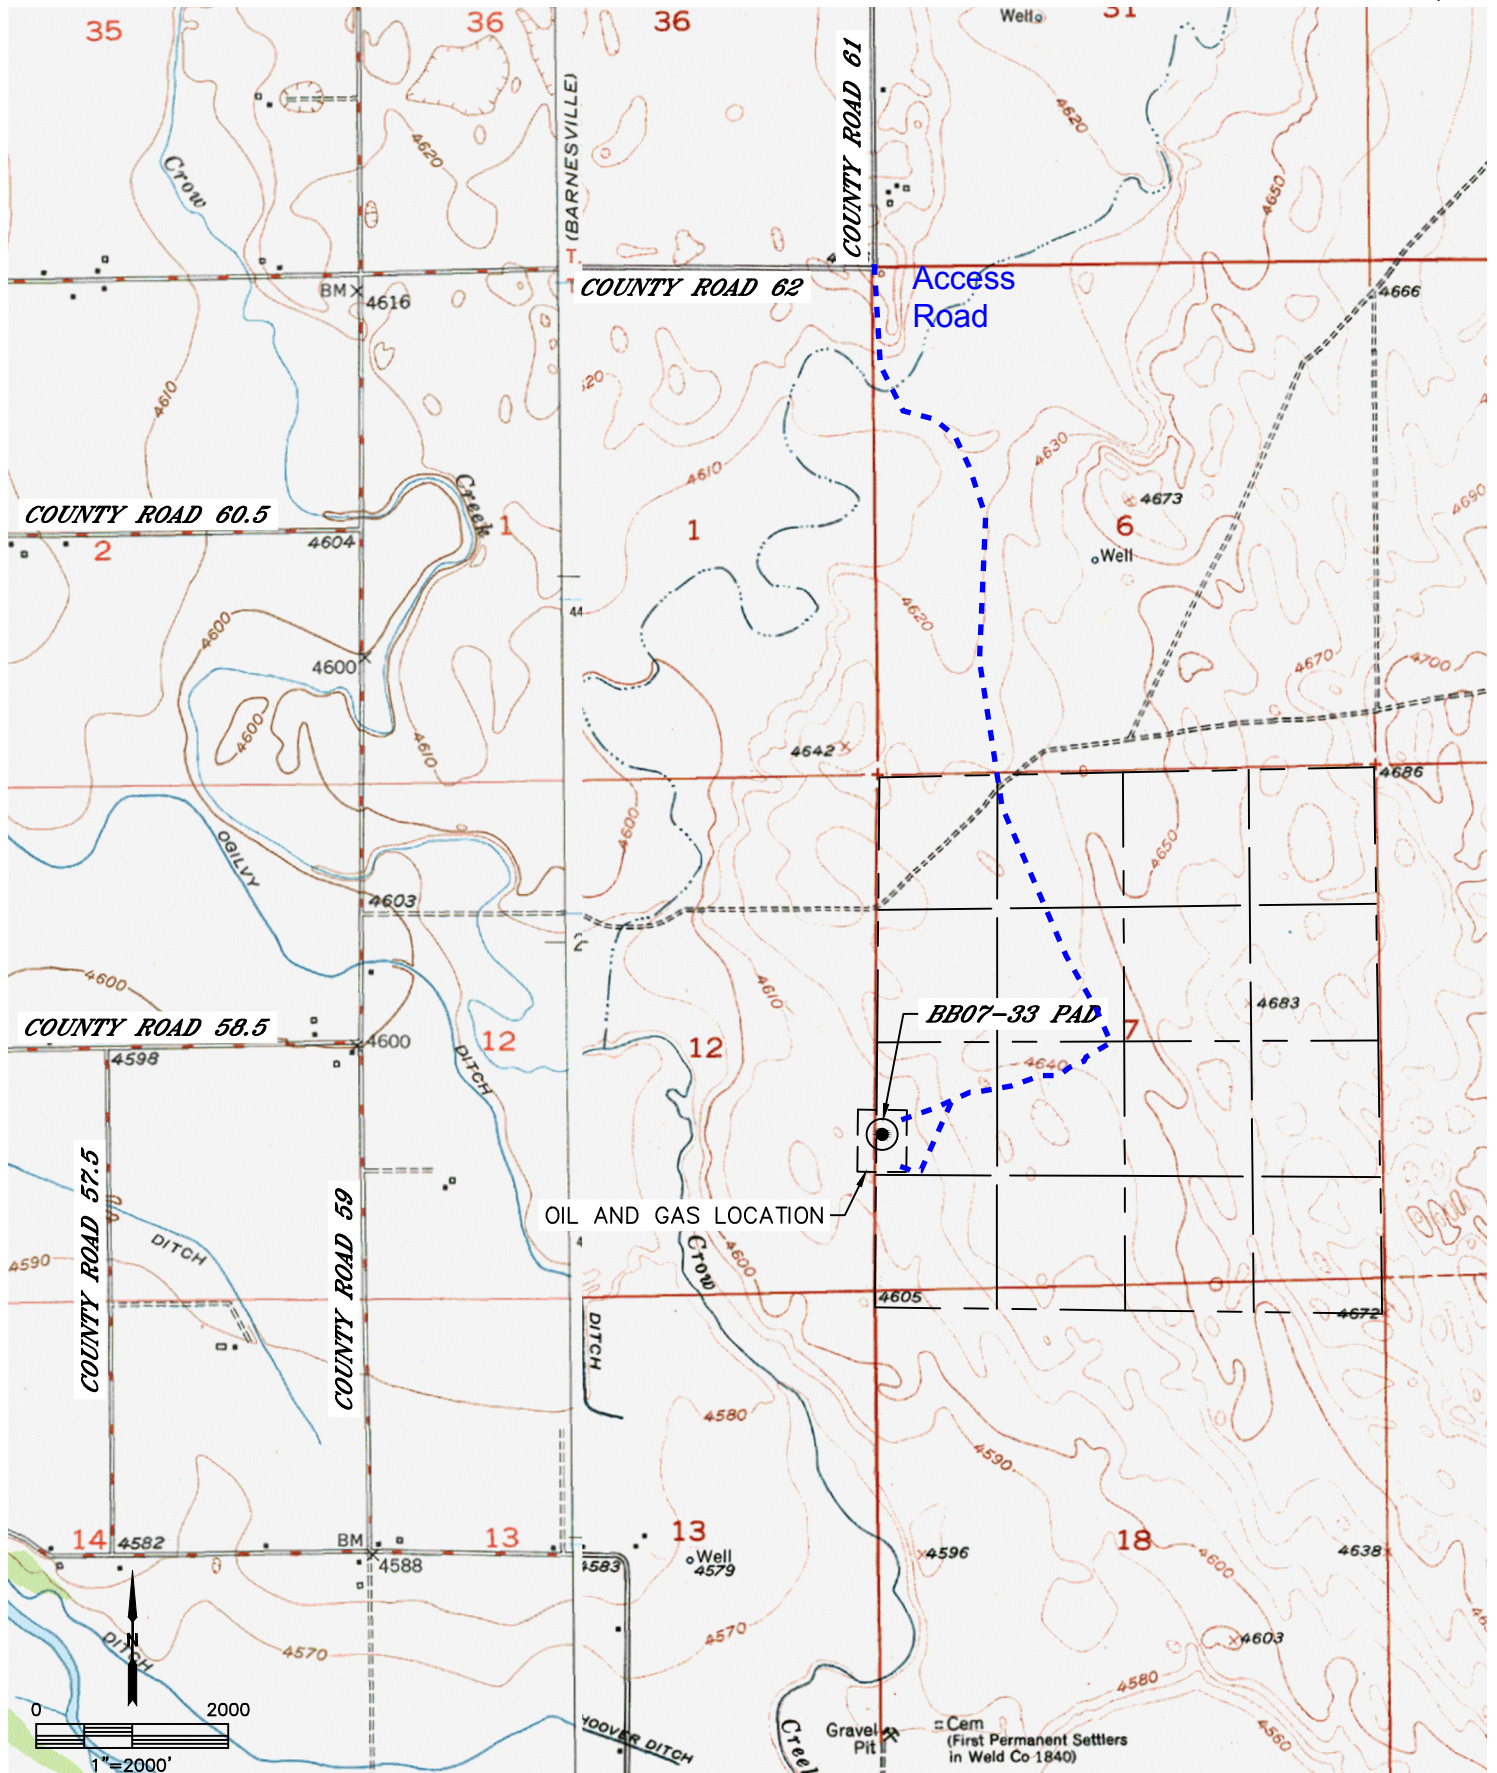 35
36
36
31
Well
COUNTY ROAD 61
(BARNESVILLE)
Crow
4620
4620
4650
T.
COUNTY ROAD 62
Access
Road
BM
4616
4666
4610
4610
4630
4673
4690
Creek
COUNTY ROAD 60.5
4604
2
1
1
6
Well
4600
4620
4600
4670
4700
4600
4610
4642
4686
OGILVY
4600
4650
4603
4600
4610
BB07-33 PAD
4683
COUNTY ROAD 58.5
4600
4598
12
12
7
DITCH
4640
COUNTY ROAD 57.5
COUNTY ROAD 59
OIL AND GAS LOCATION
DITCH
4590
Crow
4600
4605
4672
DITCH
4580
4590
14
4582
BM
4588
13
13
Well
4579
4583
4596
18
4600
4638
N
DITCH
4570
4570
4603
4580
0
2000
1"=2000'
HOOVER DITCH
Creek
Gravel
Pit
Cem
(First Permanent Settlers
in Weld Co 1840)
4560